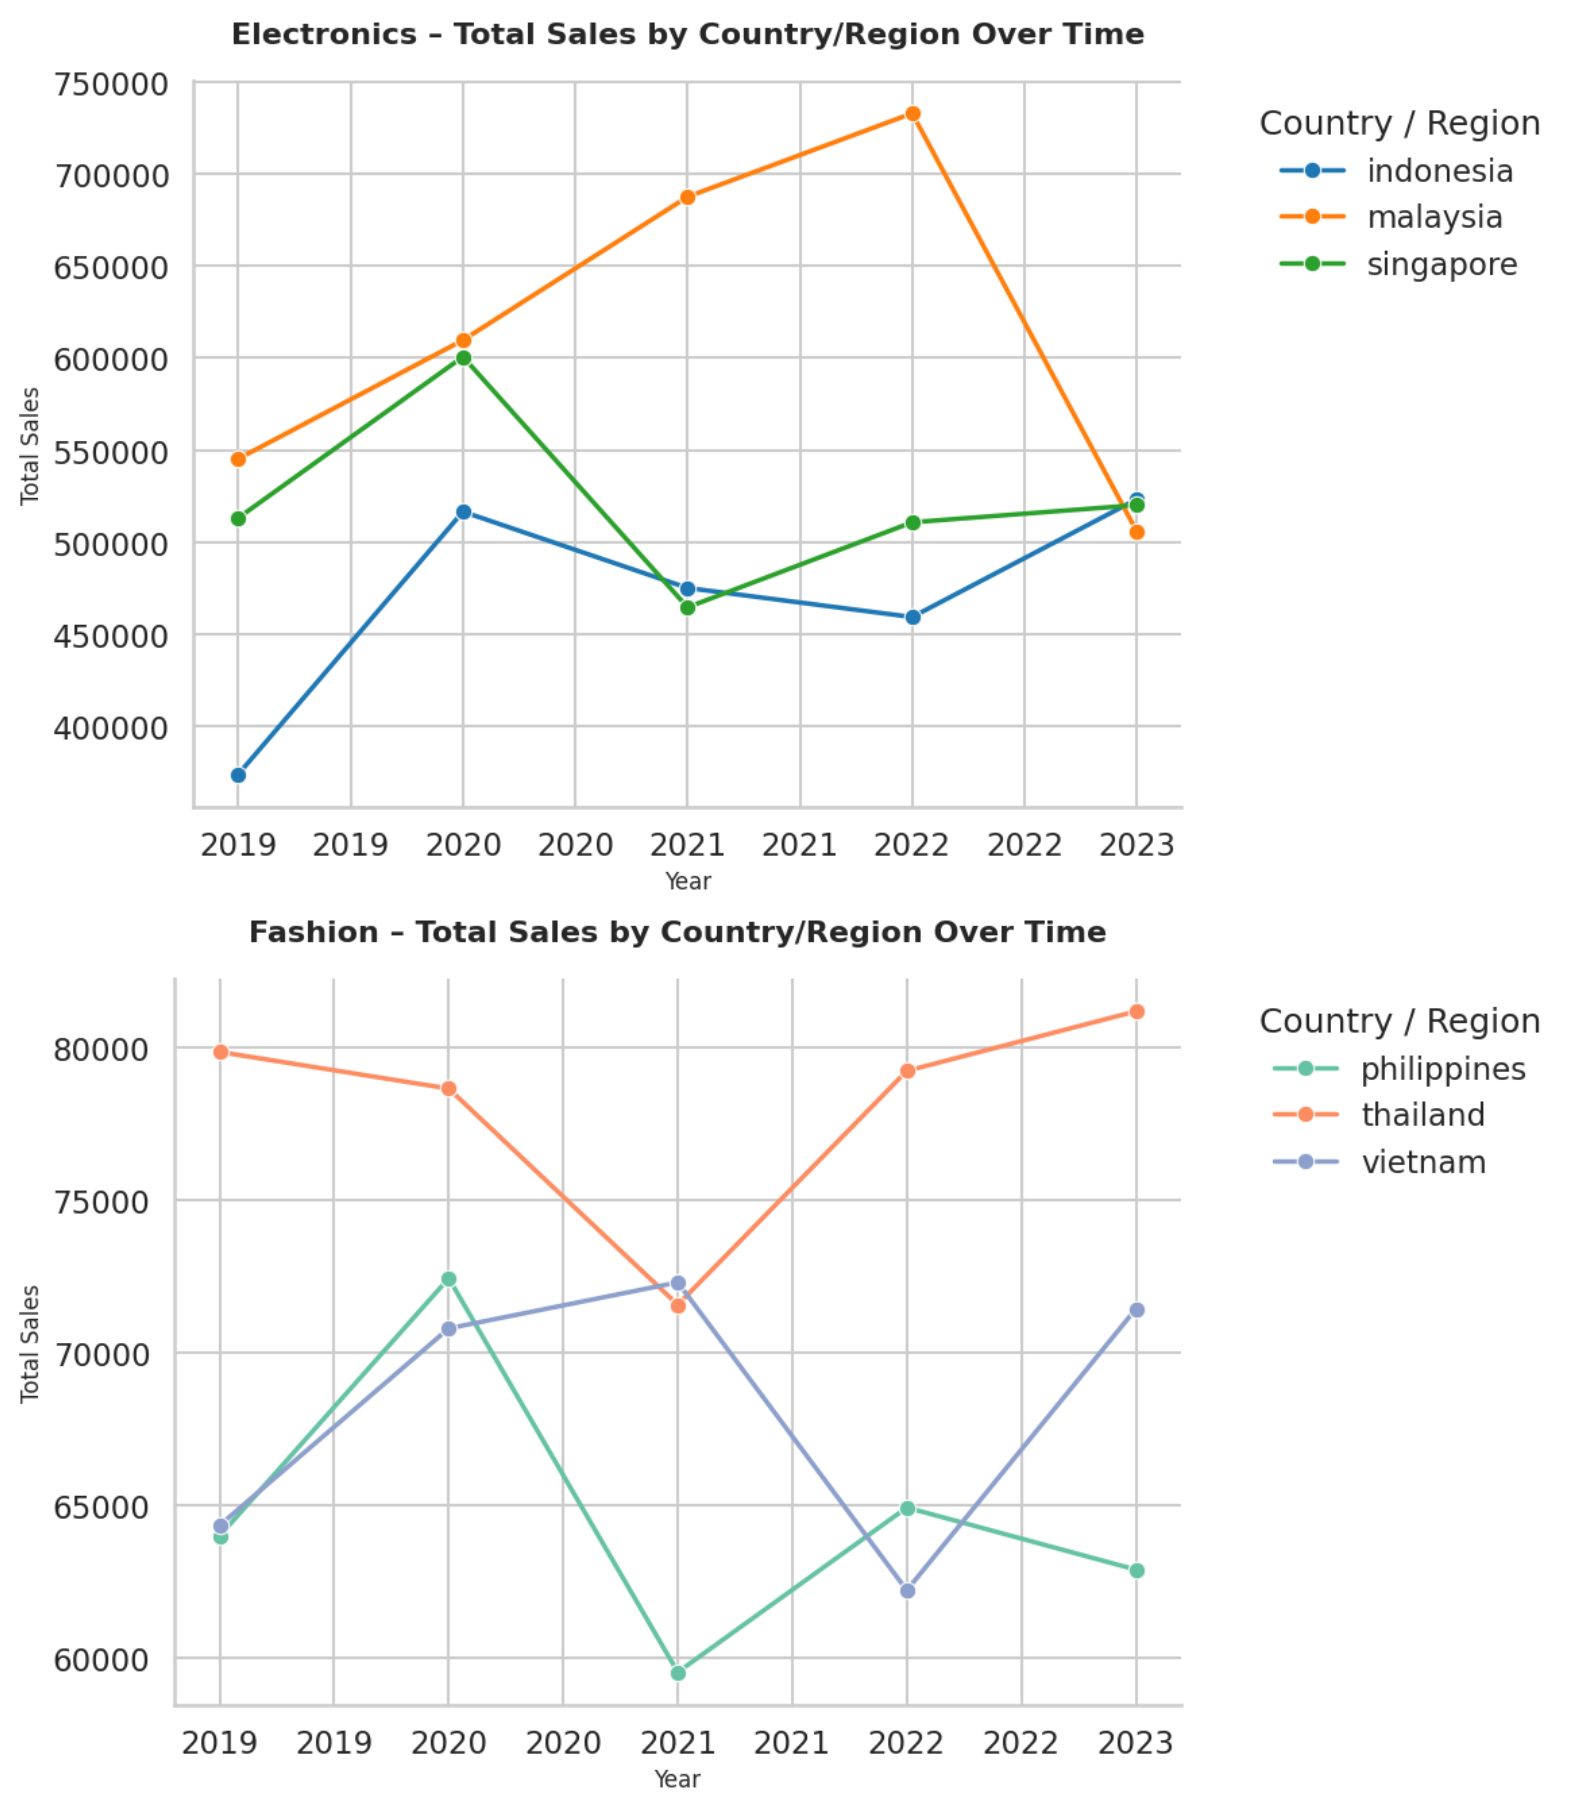 Electronics – Total Sales by Country/Region Over Time
750000
700000
650000
600000
550000
500000
450000
400000
Total Sales
2019 2019 2020 2020 2021 2021 2022 2022 2023
Year
Country / Region
indonesia
malaysia
singapore
Fashion – Total Sales by Country/Region Over Time
80000
75000
70000
65000
60000
Total Sales
2019 2019 2020 2020 2021 2021 2022 2022 2023
Year
Country / Region
philippines
thailand
vietnam